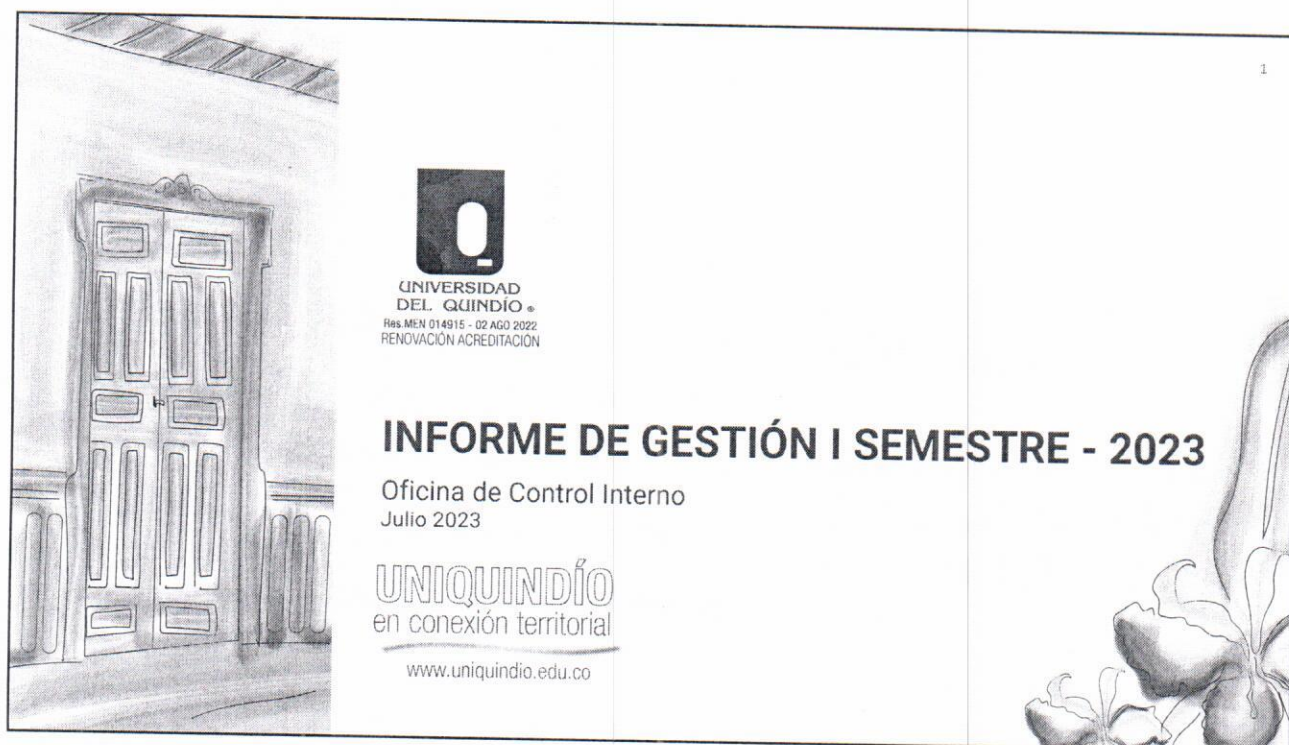 1
UNIVERSIDAD
DEL QUINDÍO ®
Res.MEN 014915 - 02 AGO 2022
RENOVACIÓN ACREDITACIÓN
INFORME DE GESTIÓN I SEMESTRE - 2023
Oficina de Control Interno
Julio 2023
UNIQUINDÍO
en conexión territorial
www.uniquindio.edu.co